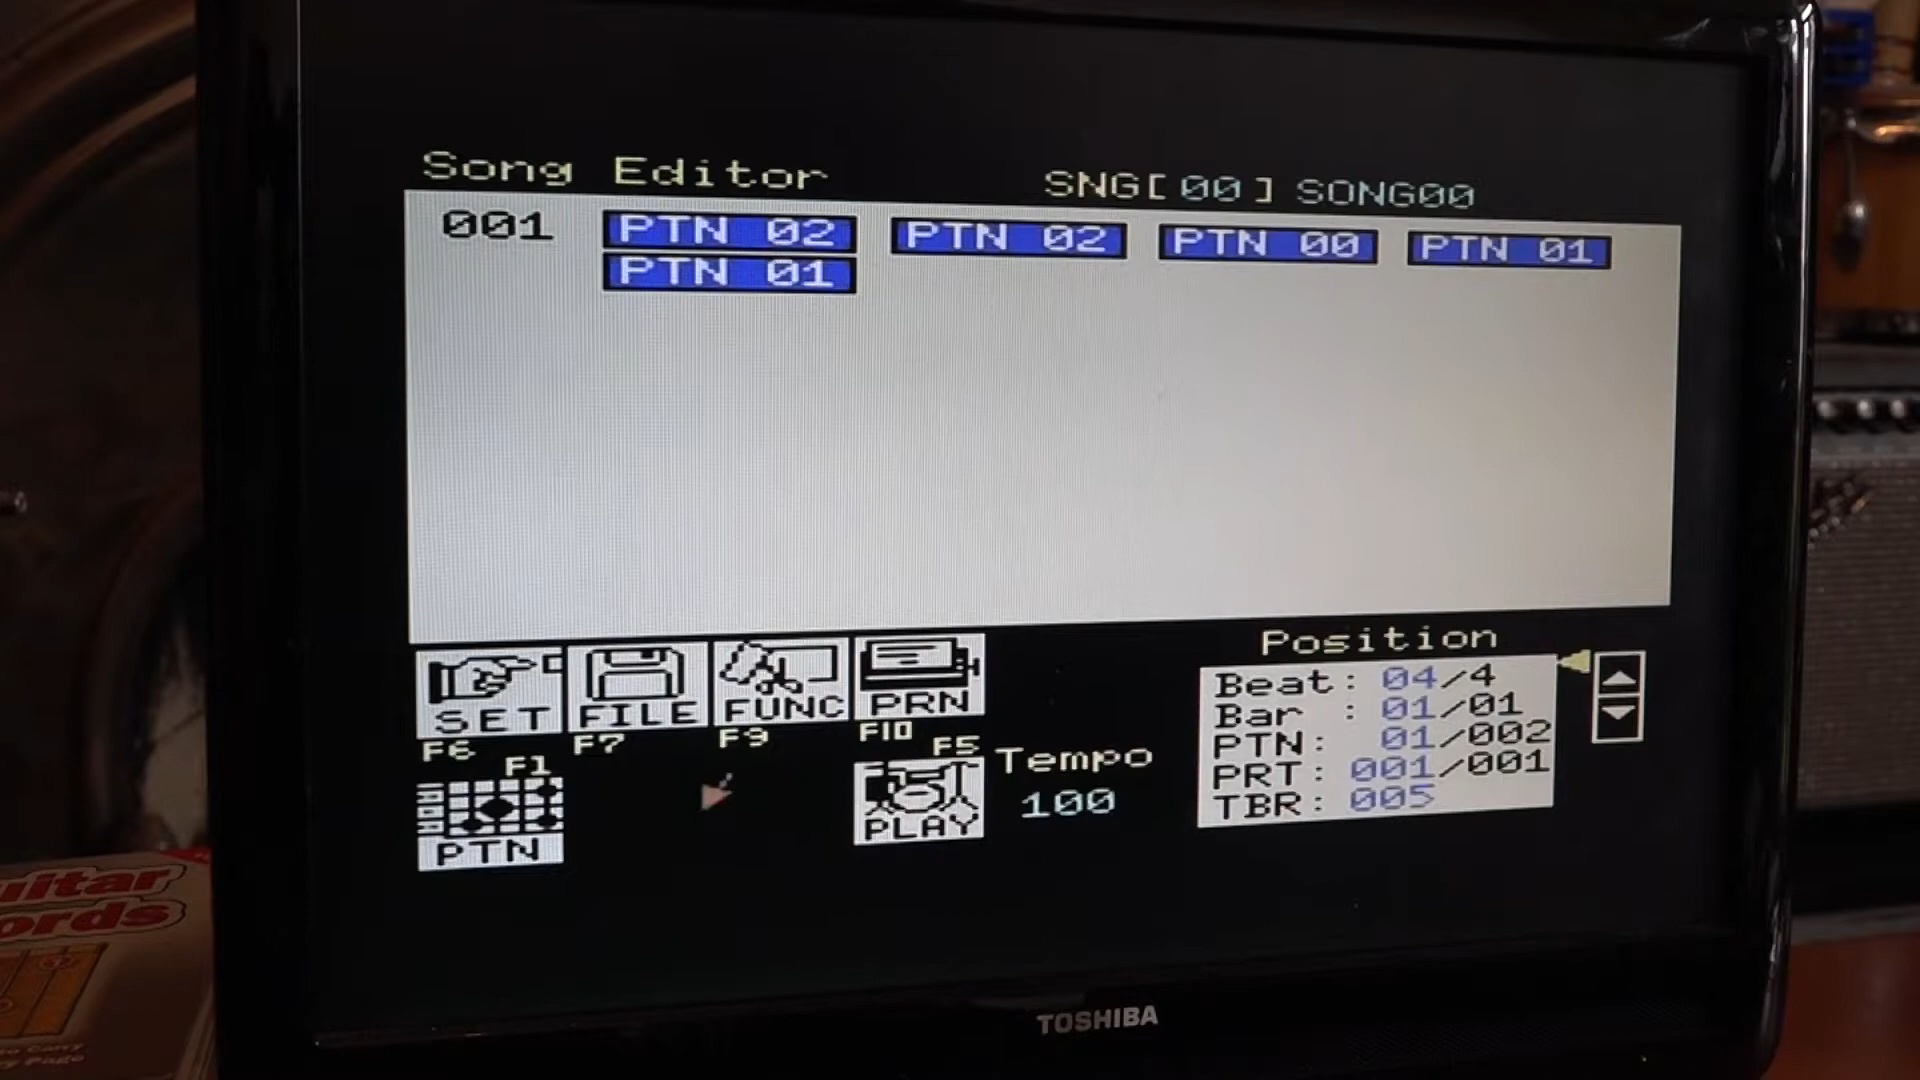 Song Editor SNG[00] SONG00
001 PTN 02 PTN 02 PTN 00 PTN 01
PTN 01
SET FILE FUNC PRN
F6 F7 F9 F10
F1 F5
PTN
PLAY
Tempo
100
Position
Beat: 04/4
Bar : 01/01
PTN: 01/002
PRT: 001/001
TBR: 005
TOSHIBA